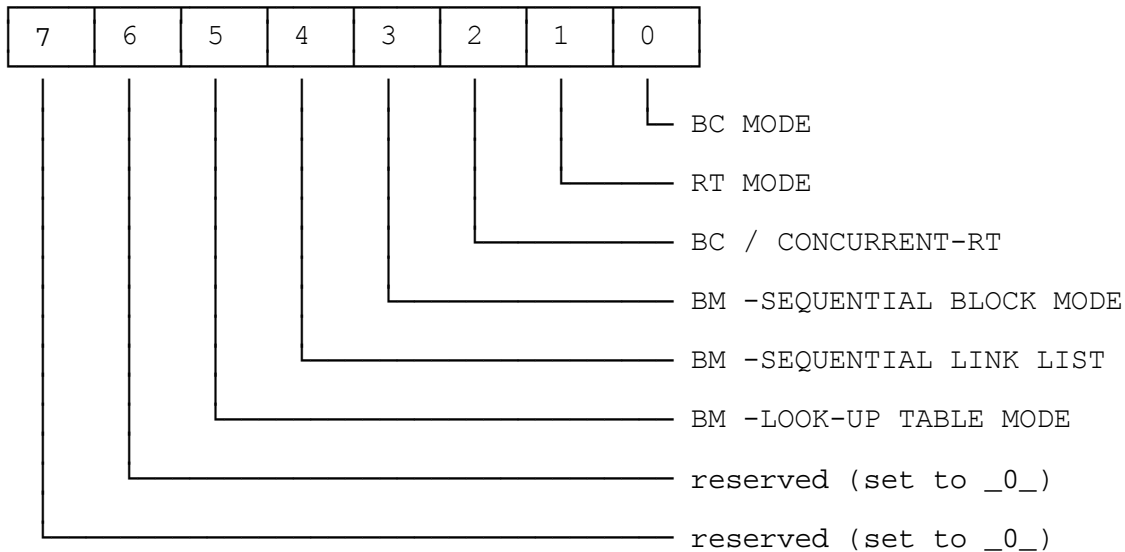 7 6 5 4 3 2 1 0
BC MODE
RT MODE
BC / CONCURRENT-RT
BM -SEQUENTIAL BLOCK MODE
BM -SEQUENTIAL LINK LIST
BM -LOOK-UP TABLE MODE
reserved (set to _0_)
reserved (set to _0_)